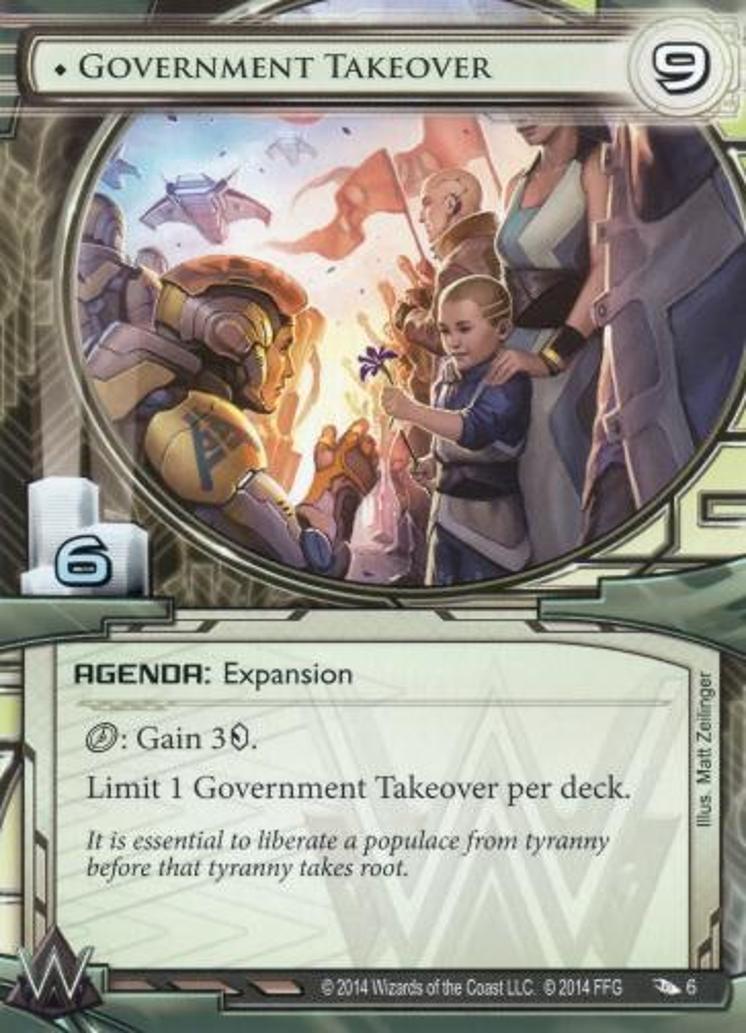 GOVERNMENT TAKEOVER
9
6
AGENDA: Expansion
: Gain 3.
Limit 1 Government Takeover per deck.
It is essential to liberate a populace from tyranny
before that tyranny takes root.
Illus. Matt Zeilinger
© 2014 Wizards of the Coast LLC. © 2014 FFG
6